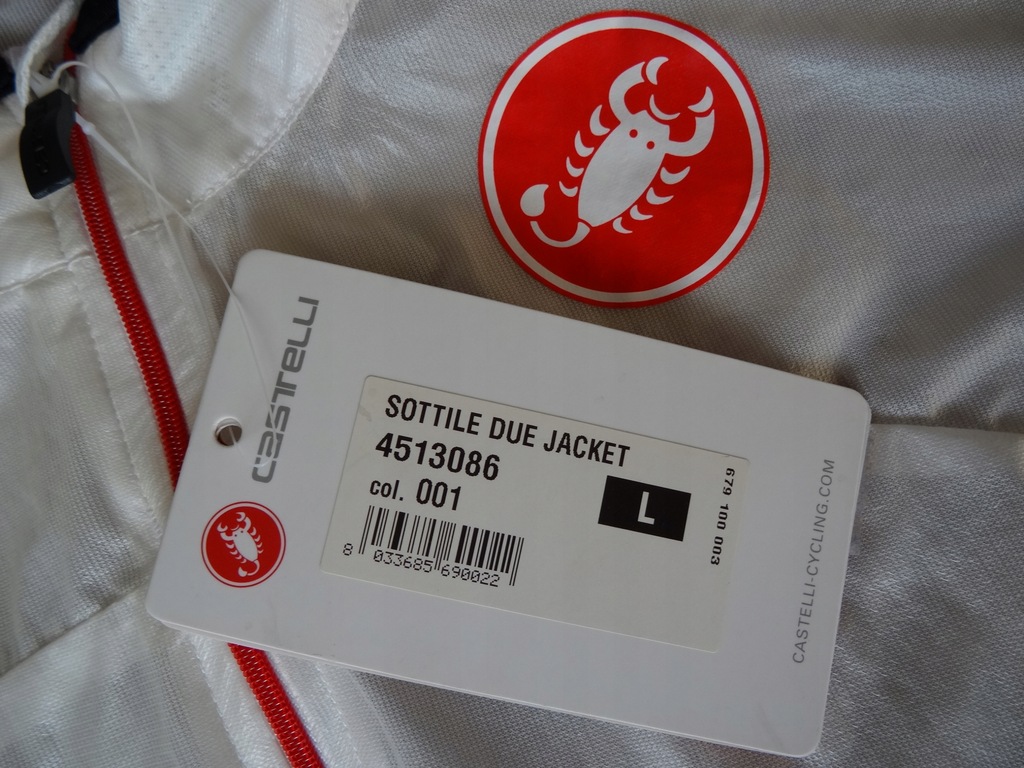 CASTELLI
SOTTILE DUE JACKET
4513086
col. 001
L
679 100 003
8 033685 690022
CASTELLI-CYCLING.COM